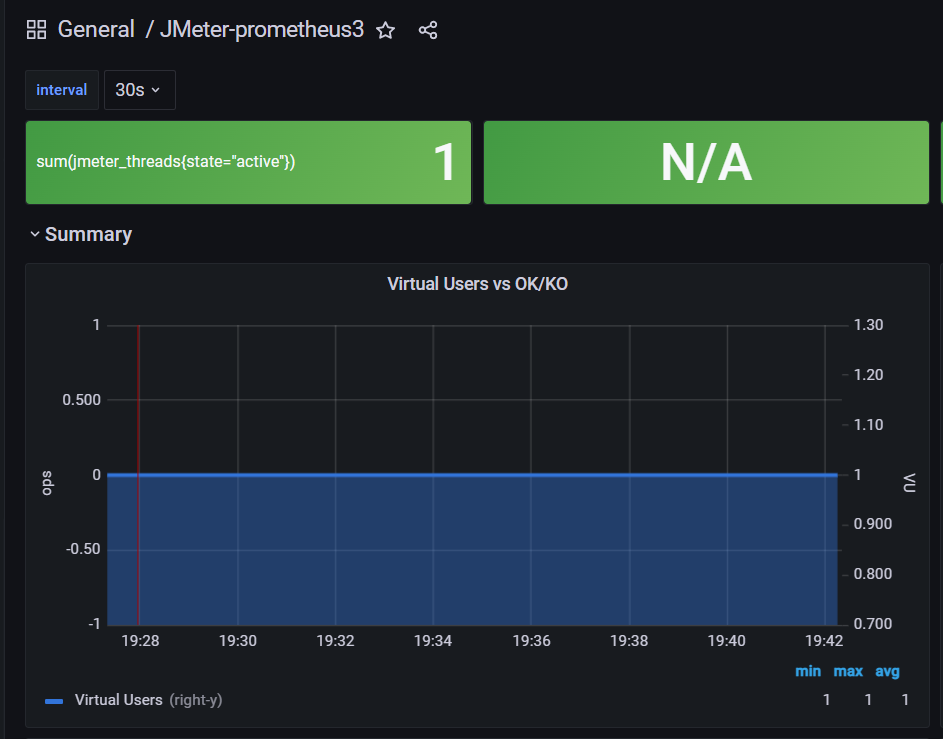 General / JMeter-prometheus3
interval 30s
sum(jmeter_threads{state="active"}) 1
N/A
Summary
Virtual Users vs OK/KO
1 1.30
1.20
0.500
1.10
ops 0 1 VU
0.900
-0.50
0.800
-1 0.700
19:28 19:30 19:32 19:34 19:36 19:38 19:40 19:42
min max avg
Virtual Users (right-y) 1 1 1